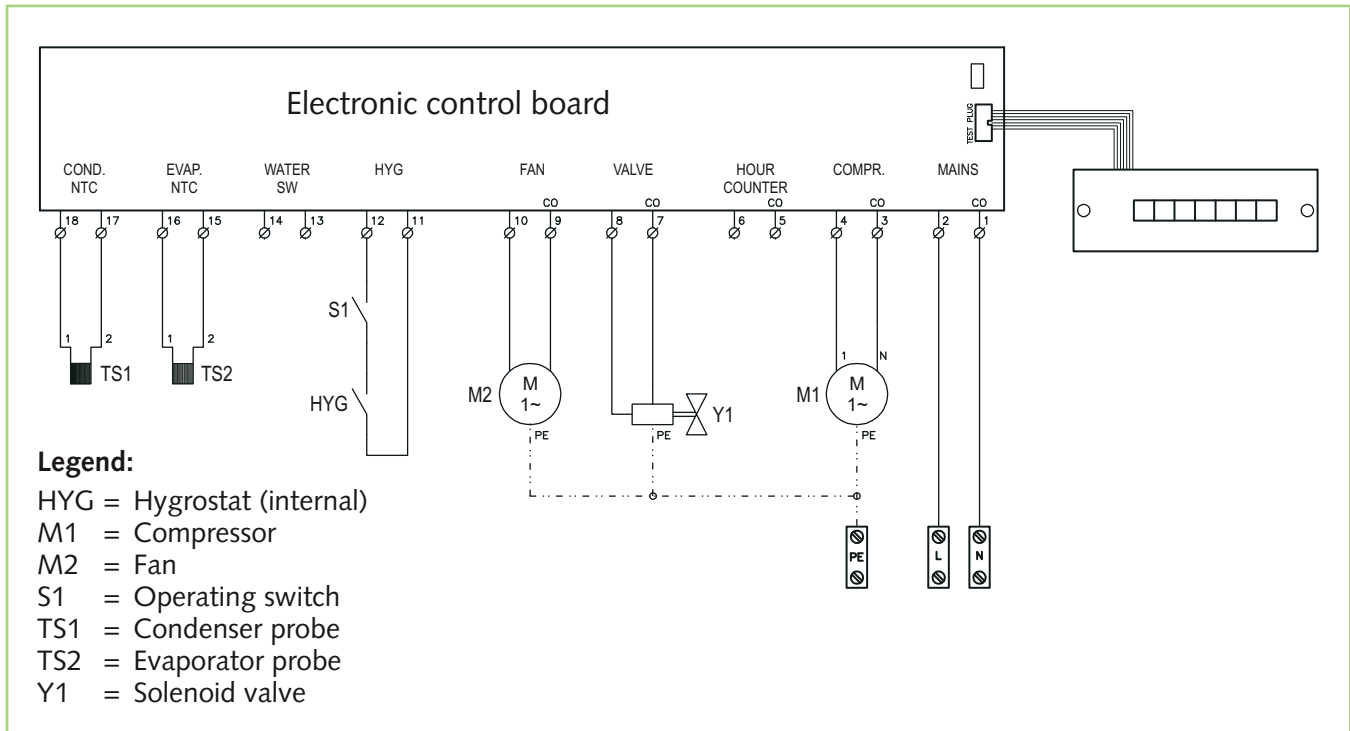 Electronic control board
TEST PLUG
COND. NTC
EVAP. NTC
WATER SW
HYG
FAN
VALVE
HOUR COUNTER
COMPR.
MAINS
CO CO CO CO CO
18 17 16 15 14 13 12 11 10 9 8 7 6 5 4 3 2 1
S1
1 2 TS1
1 2 TS2
HYG
M2 M 1~ PE
PE Y1
1 N
M1 M 1~ PE
PE L N
Legend:
HYG = Hygrostat (internal)
M1 = Compressor
M2 = Fan
S1 = Operating switch
TS1 = Condenser probe
TS2 = Evaporator probe
Y1 = Solenoid valve